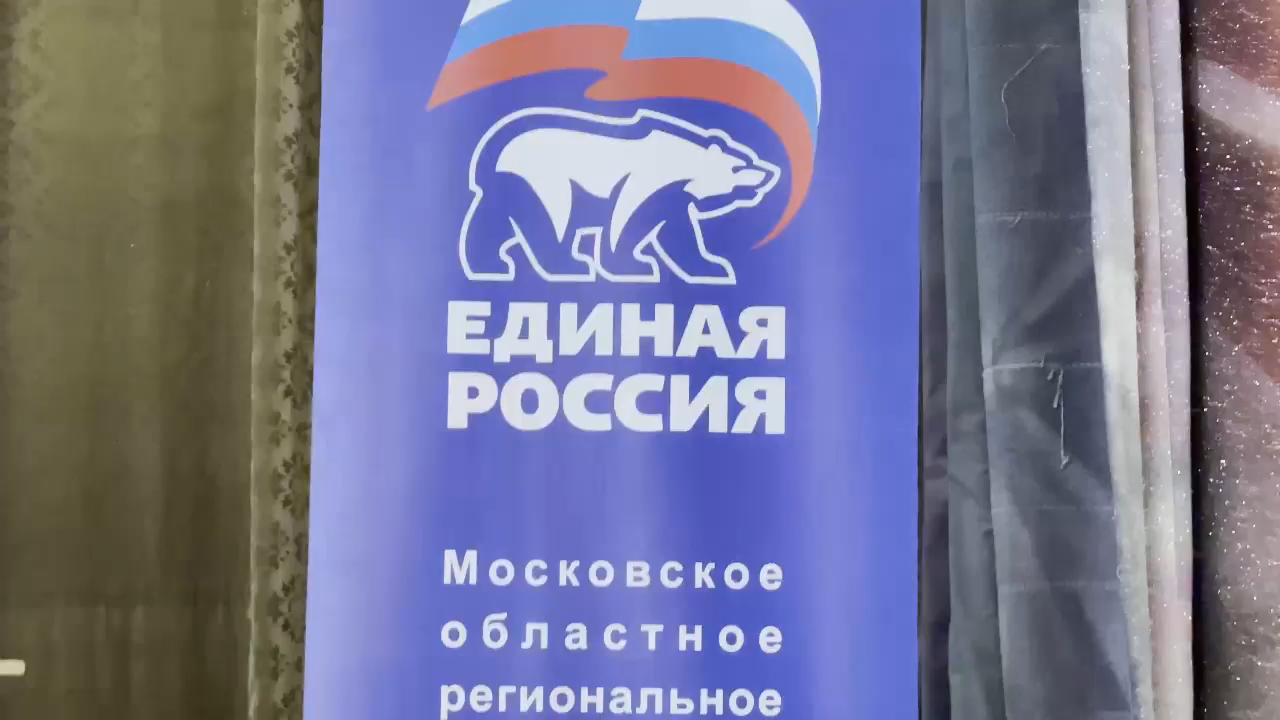 ЕДИНАЯ
РОССИЯ
Московское
областное
региональное